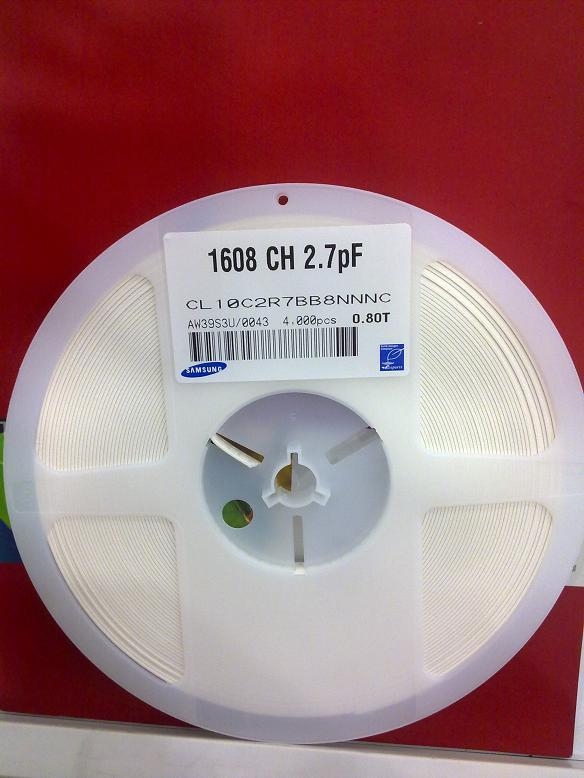 1608 CH 2.7pF
CL10C2R7BB8NNNC
AW39S3U/0043 4,000pcs 0.80T
SAMSUNG